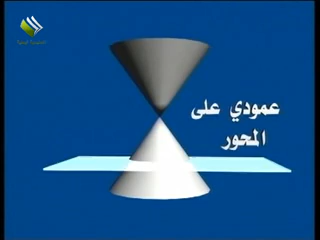 عمودي على
المحور